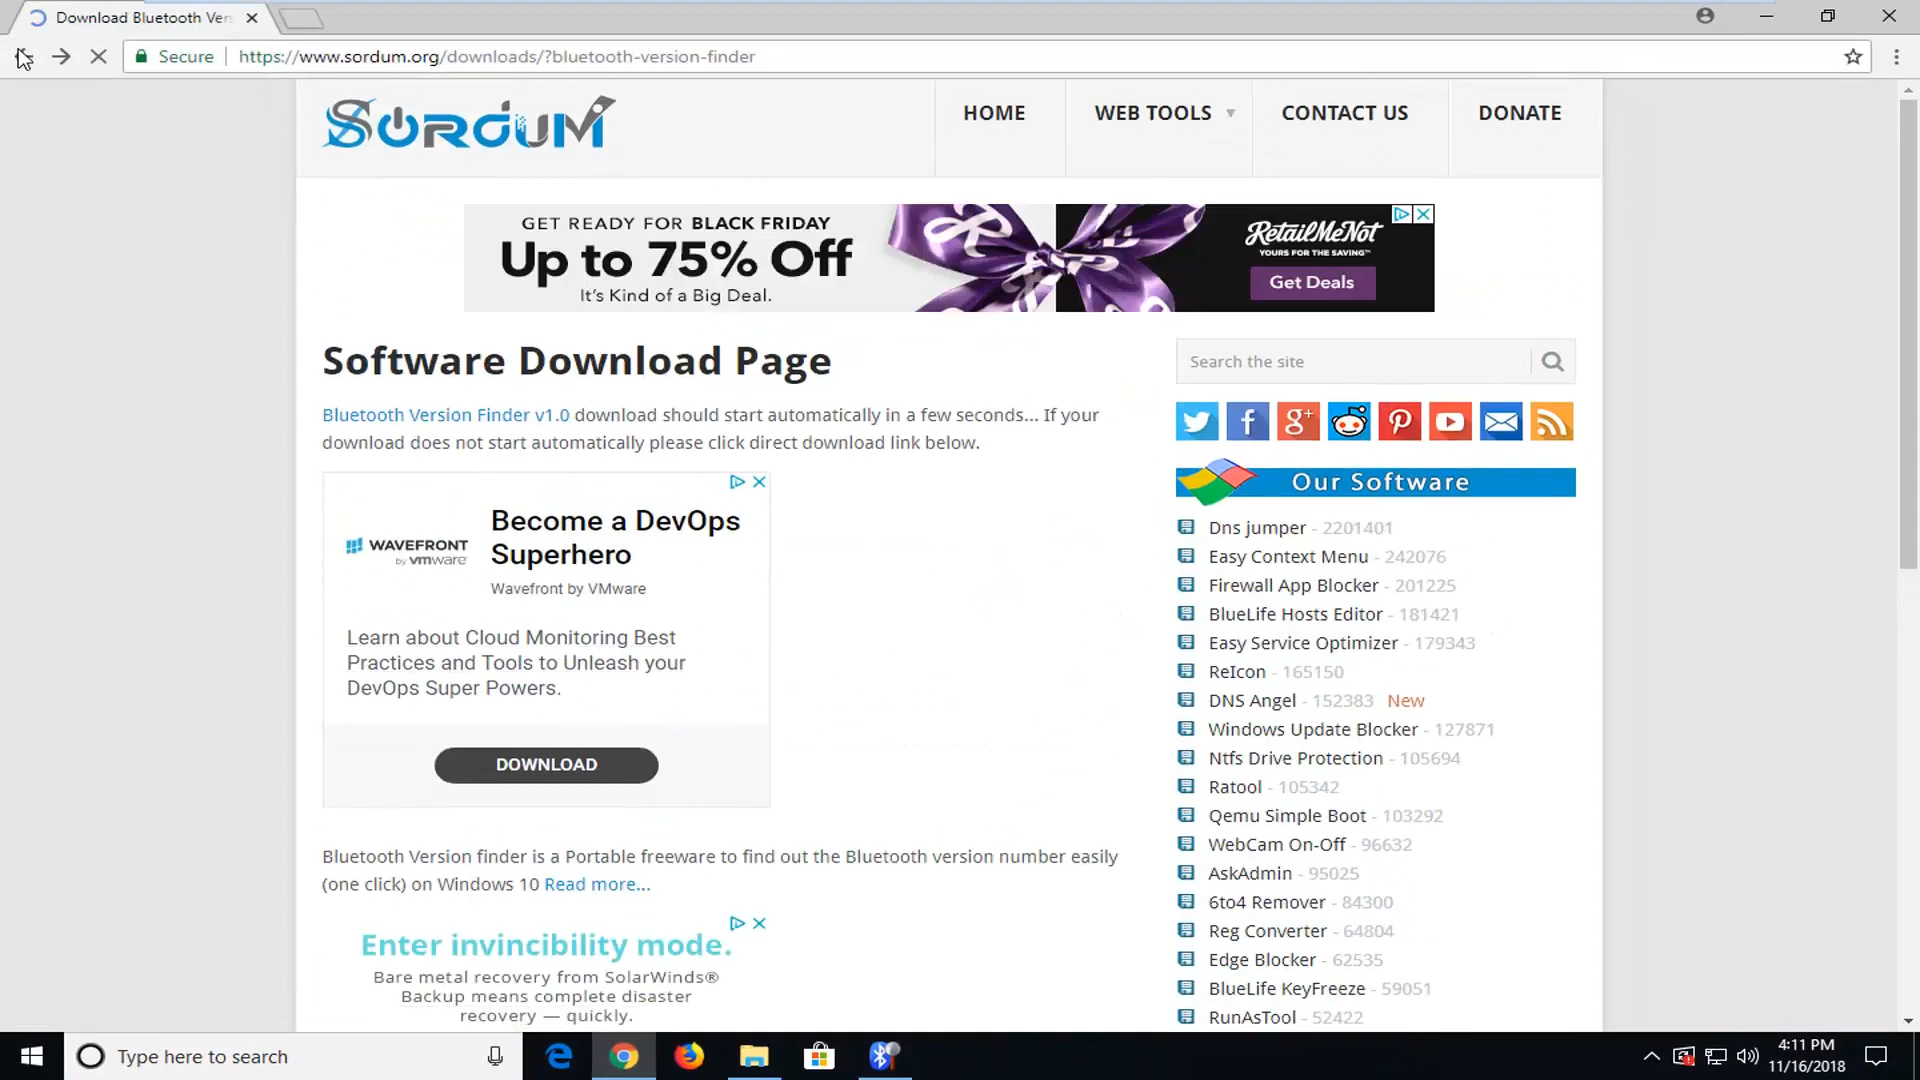 Download Bluetooth Ver
Secure
https://www.sordum.org/downloads/?bluetooth-version-finder
SORDUM
HOME
WEB TOOLS
CONTACT US
DONATE
GET READY FOR BLACK FRIDAY
Up to 75% Off
It's Kind of a Big Deal.
RetailMeNot
YOURS FOR THE SAVING™
Get Deals
Software Download Page
Bluetooth Version Finder v1.0 download should start automatically in a few seconds... If your
download does not start automatically please click direct download link below.
WAVEFRONT
by vmware
Become a DevOps
Superhero
Wavefront by VMware
Learn about Cloud Monitoring Best
Practices and Tools to Unleash your
DevOps Super Powers.
DOWNLOAD
Bluetooth Version finder is a Portable freeware to find out the Bluetooth version number easily
(one click) on Windows 10 Read more...
Enter invincibility mode.
Bare metal recovery from SolarWinds®
Backup means complete disaster
recovery — quickly.
Search the site
Our Software
Dns jumper - 2201401
Easy Context Menu - 242076
Firewall App Blocker - 201225
BlueLife Hosts Editor - 181421
Easy Service Optimizer - 179343
ReIcon - 165150
DNS Angel - 152383 New
Windows Update Blocker - 127871
Ntfs Drive Protection - 105694
Ratool - 105342
Qemu Simple Boot - 103292
WebCam On-Off - 96632
AskAdmin - 95025
6to4 Remover - 84300
Reg Converter - 64804
Edge Blocker - 62535
BlueLife KeyFreeze - 59051
RunAsTool - 52422
Type here to search
4:11 PM
11/16/2018